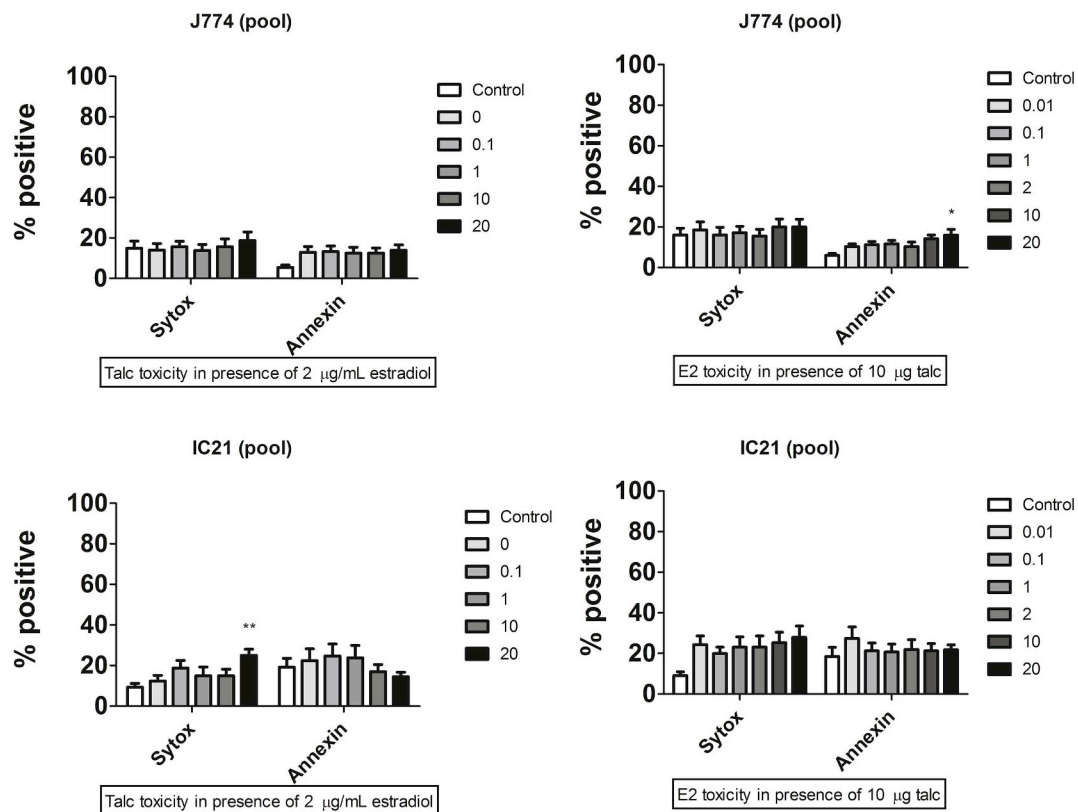 J774 (pool)
% positive
100
80
60
40
20
0
Sytox
Annexin
Control
0
0.1
1
10
20
Talc toxicity in presence of 2 μg/mL estradiol
J774 (pool)
% positive
100
80
60
40
20
0
*
Sytox
Annexin
Control
0.01
0.1
1
2
10
20
E2 toxicity in presence of 10 μg talc
IC21 (pool)
% positive
100
80
60
40
20
0
**
Sytox
Annexin
Control
0
0.1
1
10
20
Talc toxicity in presence of 2 μg/mL estradiol
IC21 (pool)
% positive
100
80
60
40
20
0
Sytox
Annexin
Control
0.01
0.1
1
2
10
20
E2 toxicity in presence of 10 μg talc